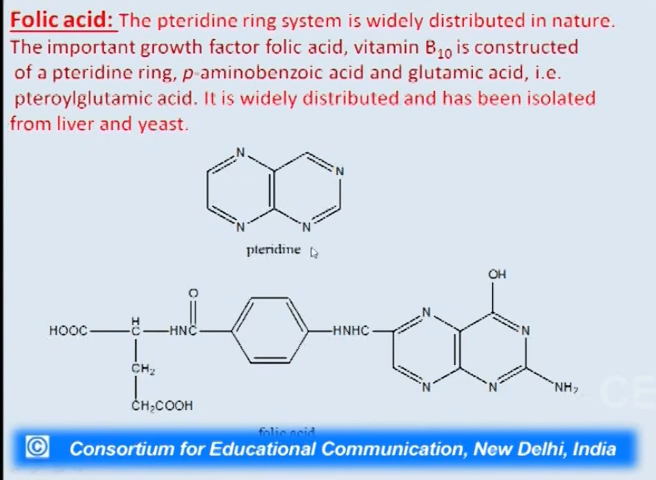 Folic acid: The pteridine ring system is widely distributed in nature.
The important growth factor folic acid, vitamin B10 is constructed
of a pteridine ring, p-aminobenzoic acid and glutamic acid, i.e.
pteroylglutamic acid. It is widely distributed and has been isolated
from liver and yeast.
N
N
N
N
pteridine
OH
O
HOOC
H
C
HNC
HNHC
N
N
N
N
NH2
CH2
CH2COOH
CE
folic acid
© Consortium for Educational Communication, New Delhi, India